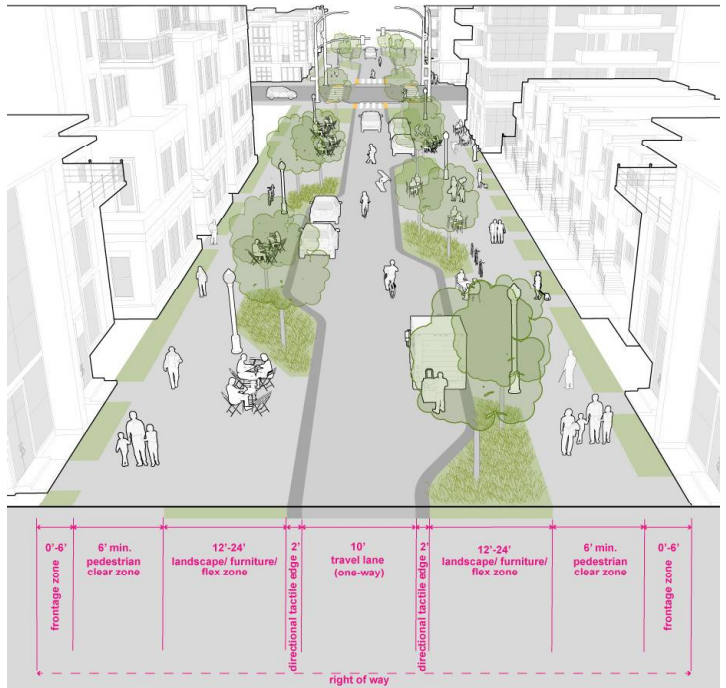 0'-6'
frontage zone
6' min.
pedestrian
clear zone
12'-24'
landscape/ furniture/
flex zone
2'
directional tactile edge
10'
travel lane
(one-way)
2'
directional tactile edge
12'-24'
landscape/ furniture/
flex zone
6' min.
pedestrian
clear zone
0'-6'
frontage zone
right of way